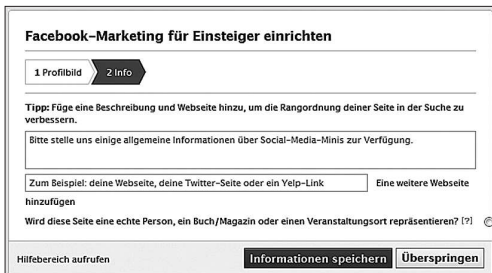 Facebook-Marketing für Einsteiger einrichten
1 Profilbild 2 Info
Tipp: Füge eine Beschreibung und Webseite hinzu, um die Rangordnung deiner Seite in der Suche zu
verbessern.
Bitte stelle uns einige allgemeine Informationen über Social-Media-Minis zur Verfügung.
Zum Beispiel: deine Webseite, deine Twitter-Seite oder ein Yelp-Link Eine weitere Webseite
hinzufügen
Wird diese Seite eine echte Person, ein Buch/Magazin oder einen Veranstaltungsort repräsentieren? [?]
Hilfebereich aufrufen Informationen speichern Überspringen